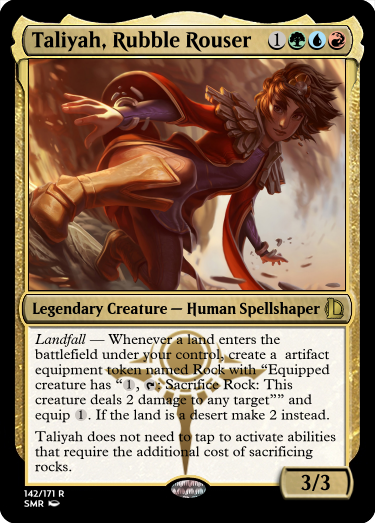 Taliyah, Rubble Rouser 1
Legendary Creature — Human Spellshaper
Landfall — Whenever a land enters the
battlefield under your control, create a artifact
equipment token named Rock with “Equipped
creature has “1, : Sacrifice Rock: This
creature deals 2 damage to any target”” and
equip 1. If the land is a desert make 2 instead.
Taliyah does not need to tap to activate abilities
that require the additional cost of sacrificing
rocks.
3/3
142/171 R
SMR